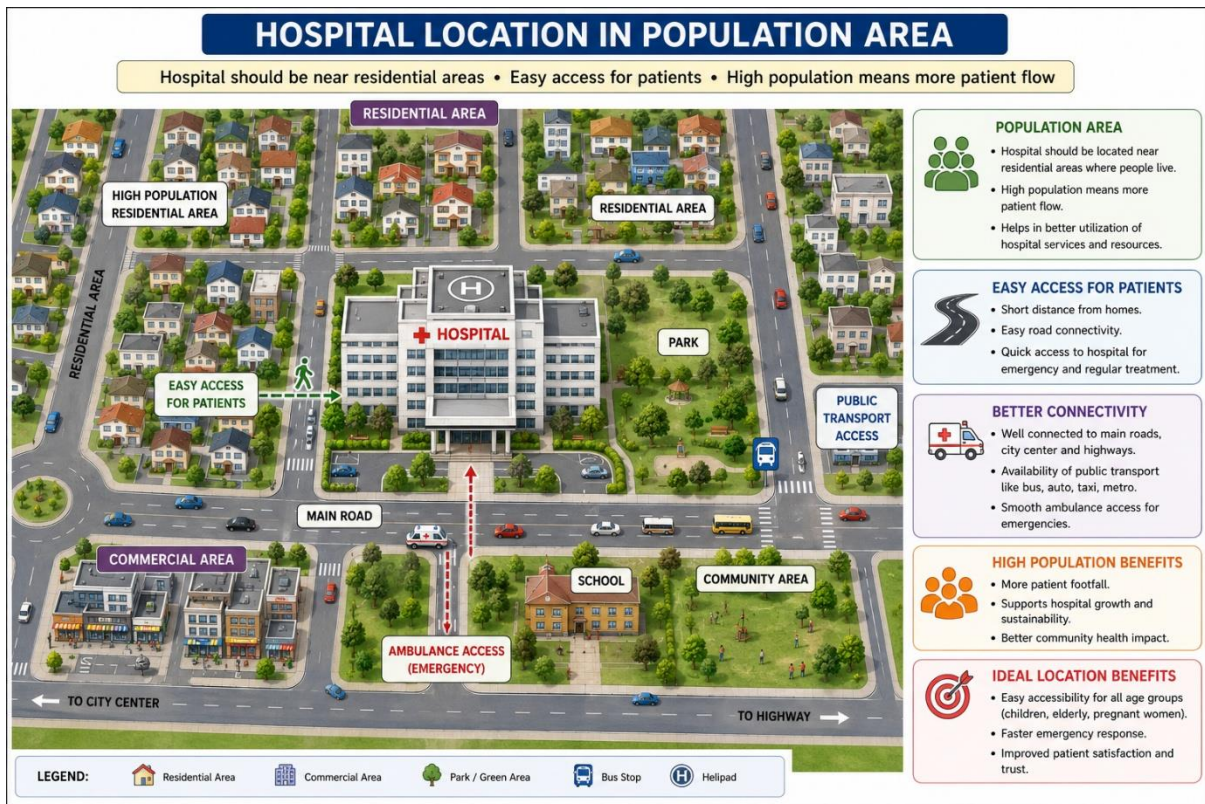 HOSPITAL LOCATION IN POPULATION AREA
Hospital should be near residential areas • Easy access for patients • High population means more patient flow
RESIDENTIAL AREA
HIGH POPULATION
RESIDENTIAL AREA
RESIDENTIAL AREA
RESIDENTIAL AREA
H
HOSPITAL
PARK
EASY ACCESS
FOR PATIENTS
PUBLIC
TRANSPORT
ACCESS
MAIN ROAD
COMMERCIAL AREA
SCHOOL
COMMUNITY AREA
AMBULANCE ACCESS
(EMERGENCY)
TO CITY CENTER
TO HIGHWAY
POPULATION AREA
• Hospital should be located near
residential areas where people live.
• High population means more
patient flow.
• Helps in better utilization of
hospital services and resources.
EASY ACCESS FOR PATIENTS
• Short distance from homes.
• Easy road connectivity.
• Quick access to hospital for
emergency and regular treatment.
BETTER CONNECTIVITY
• Well connected to main roads,
city center and highways.
• Availability of public transport
like bus, auto, taxi, metro.
• Smooth ambulance access for
emergencies.
HIGH POPULATION BENEFITS
• More patient footfall.
• Supports hospital growth and
sustainability.
• Better community health impact.
IDEAL LOCATION BENEFITS
• Easy accessibility for all age groups
(children, elderly, pregnant women).
• Faster emergency response.
• Improved patient satisfaction and
trust.
LEGEND:
Residential Area
Commercial Area
Park / Green Area
Bus Stop
H
Helipad